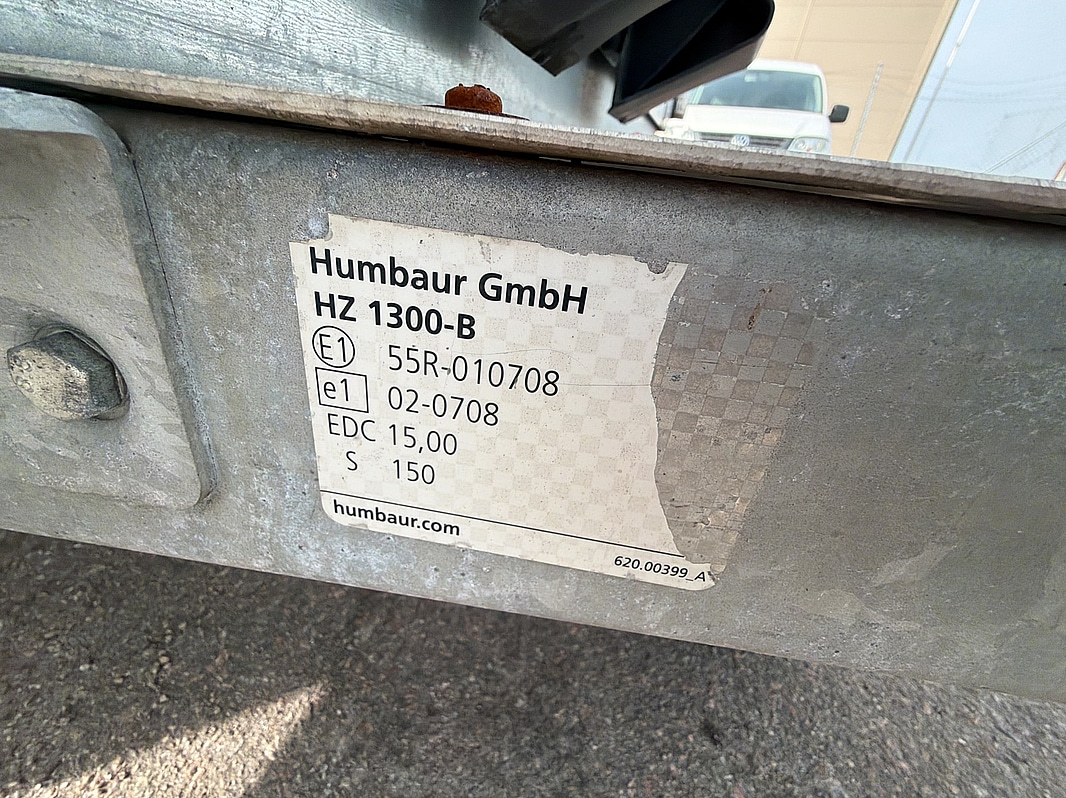 Humbaur GmbH
HZ 1300-B
E1 55R-010708
e1 02-0708
EDC 15,00
S 150
humbaur.com
620.00399_A